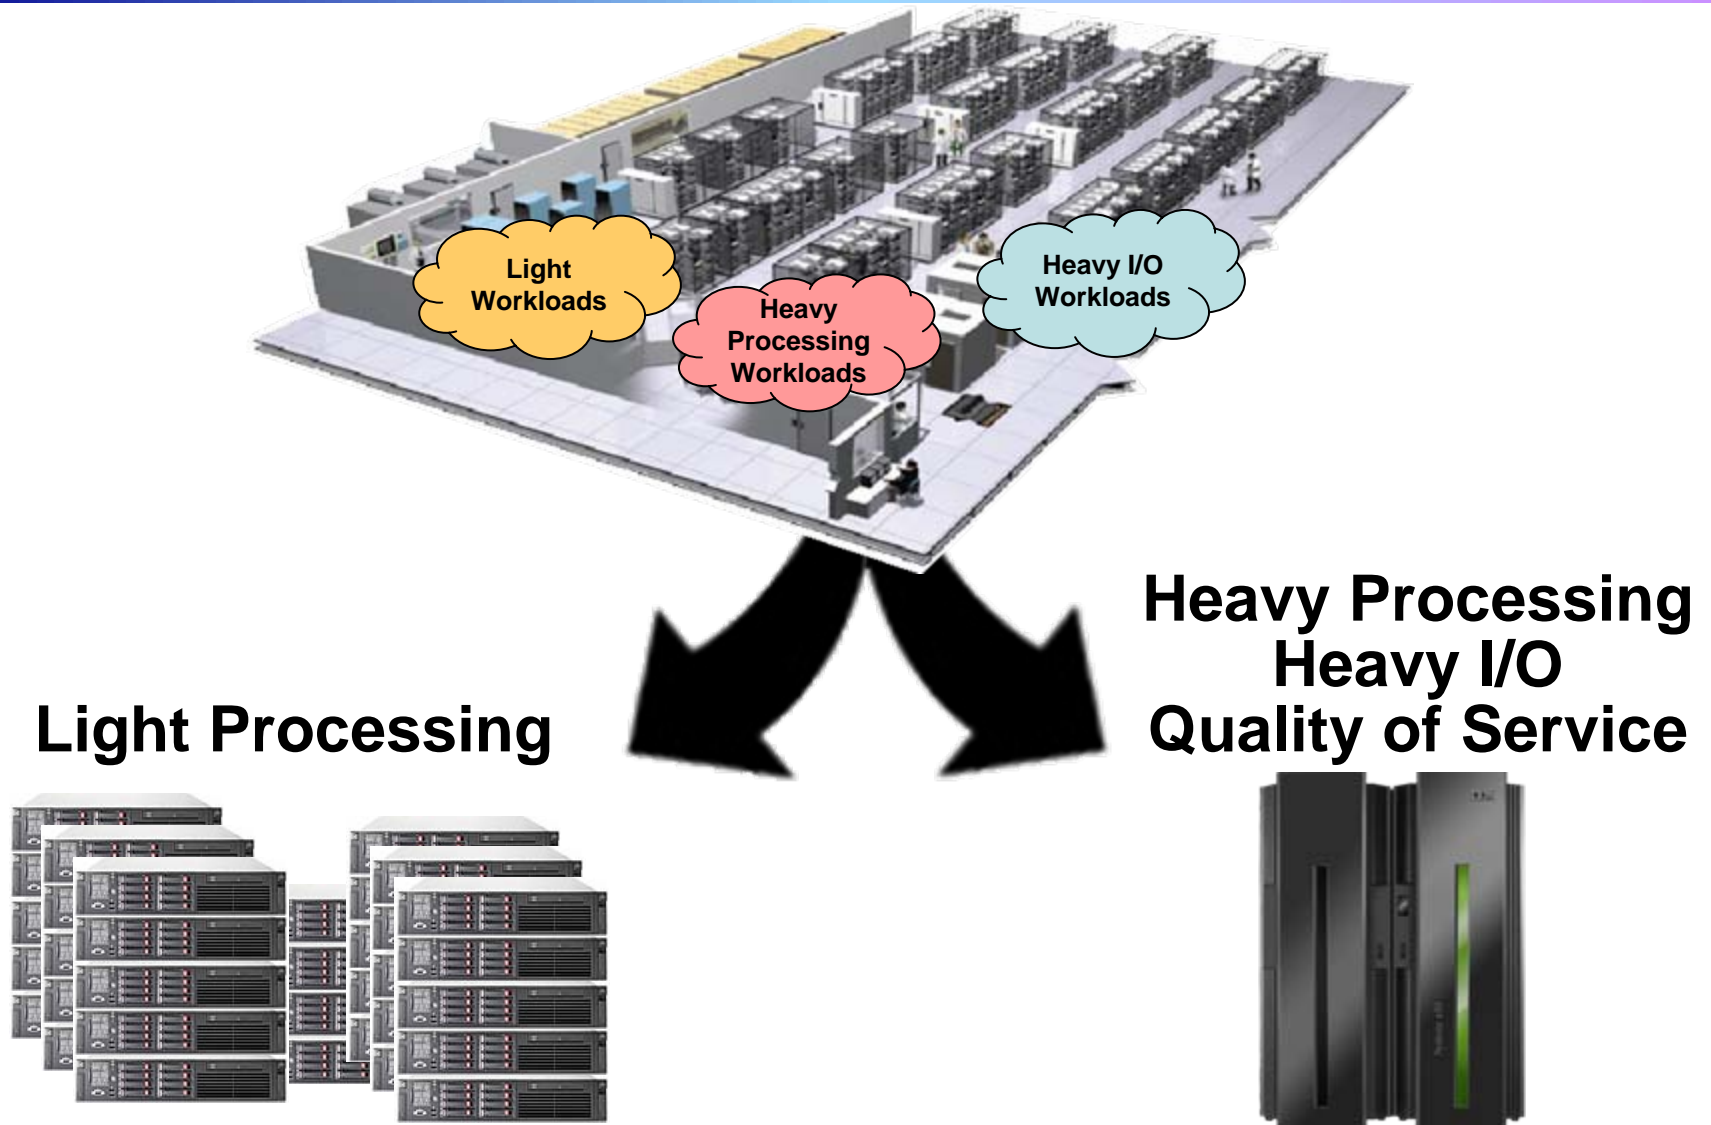 Light
Workloads
Heavy
Processing
Workloads
Heavy I/O
Workloads
Light Processing
Heavy Processing
Heavy I/O
Quality of Service